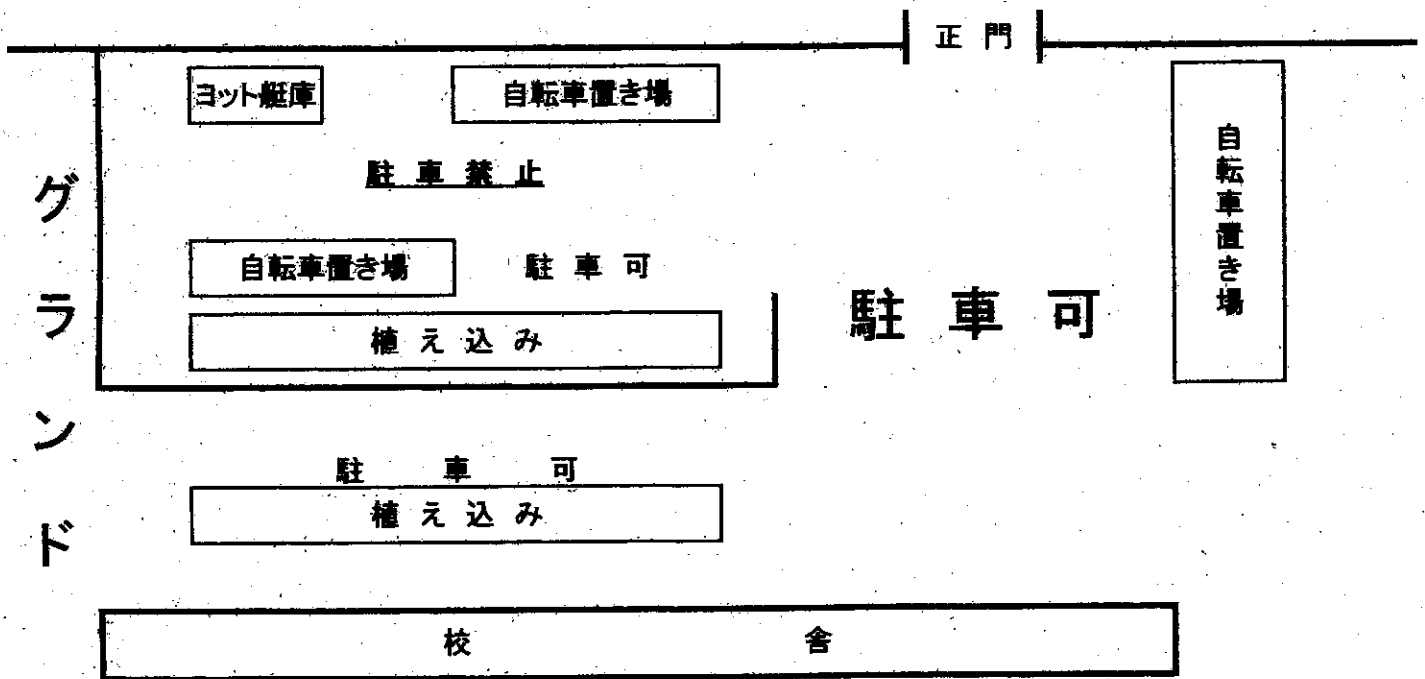 正門
ヨット艇庫
自転車置き場
自転車置き場
駐車禁止
グランド
自転車置き場
駐車可
駐車可
植え込み
駐車可
植え込み
校舎